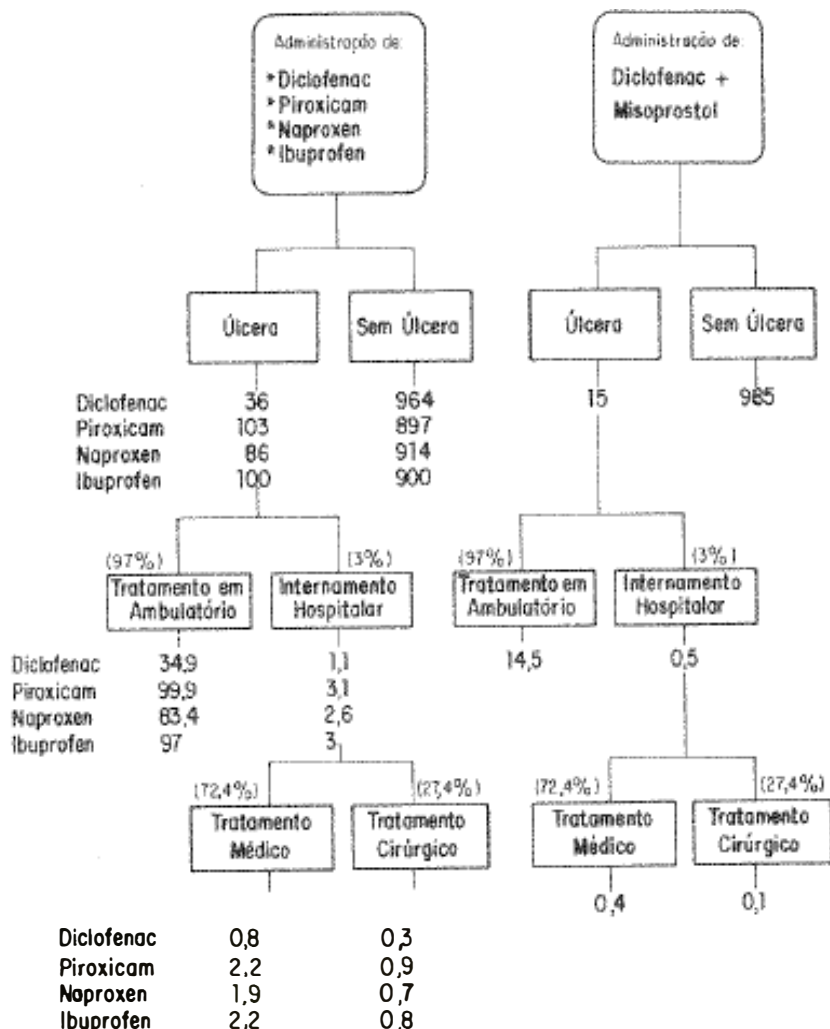 Administração de:
*Diclofenac
*Piroxicam
*Naproxen
*Ibuprofen
Administração de:
Diclofenac +
Misoprostol
Úlcera
Sem Úlcera
Úlcera
Sem Úlcera
Diclofenac 36 964 15 985
Piroxicam 103 897
Naproxen 86 914
Ibuprofen 100 900
(97%) (3%) (97%) (3%)
Tratamento em
Ambulatório
Internamento
Hospitalar
Tratamento em
Ambulatório
Internamento
Hospitalar
Diclofenac 34,9 1,1 14,5 0,5
Piroxicam 99,9 3,1
Naproxen 83,4 2,6
Ibuprofen 97 3
(72,4%) (27,4%) (72,4%) (27,4%)
Tratamento
Médico
Tratamento
Cirúrgico
Tratamento
Médico
Tratamento
Cirúrgico
0,4 0,1
Diclofenac 0,8 0,3
Piroxicam 2,2 0,9
Naproxen 1,9 0,7
Ibuprofen 2,2 0,8